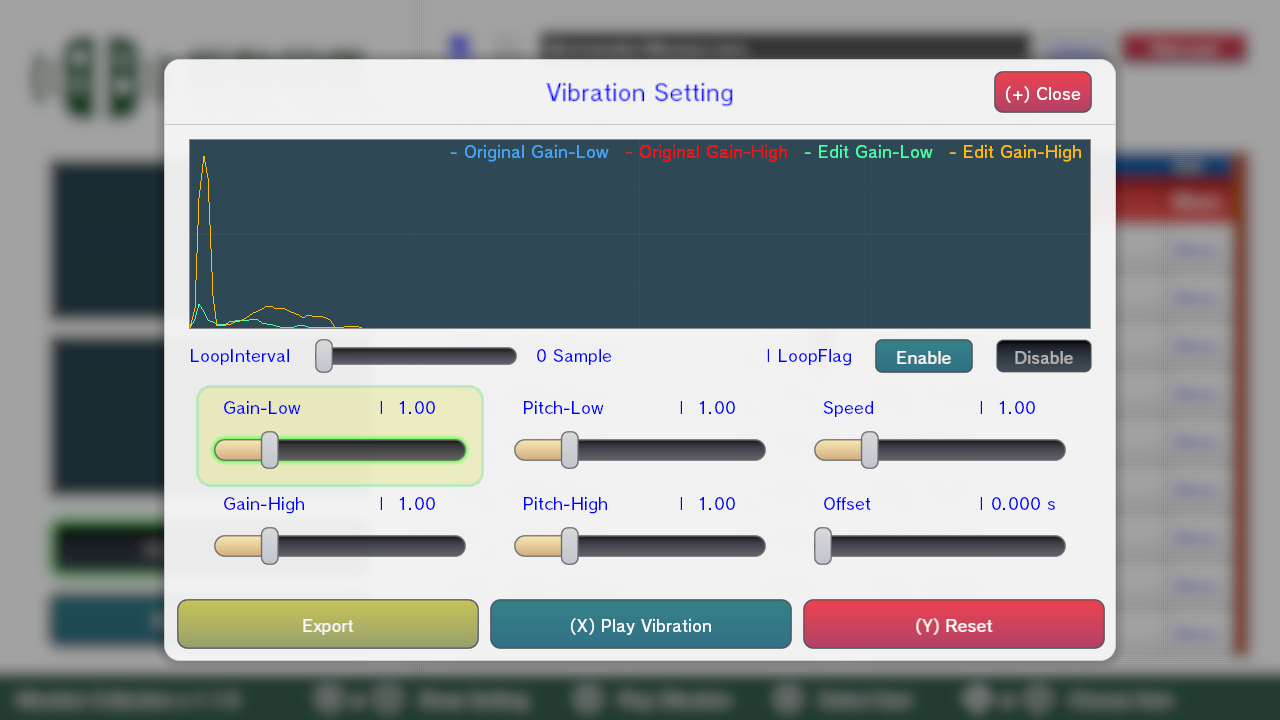 Vibration Setting
(+) Close
- Original Gain-Low - Original Gain-High - Edit Gain-Low - Edit Gain-High
LoopInterval 0 Sample | LoopFlag Enable Disable
Gain-Low | 1.00 Pitch-Low | 1.00 Speed | 1.00
Gain-High | 1.00 Pitch-High | 1.00 Offset | 0.000 s
Export (X) Play Vibration (Y) Reset